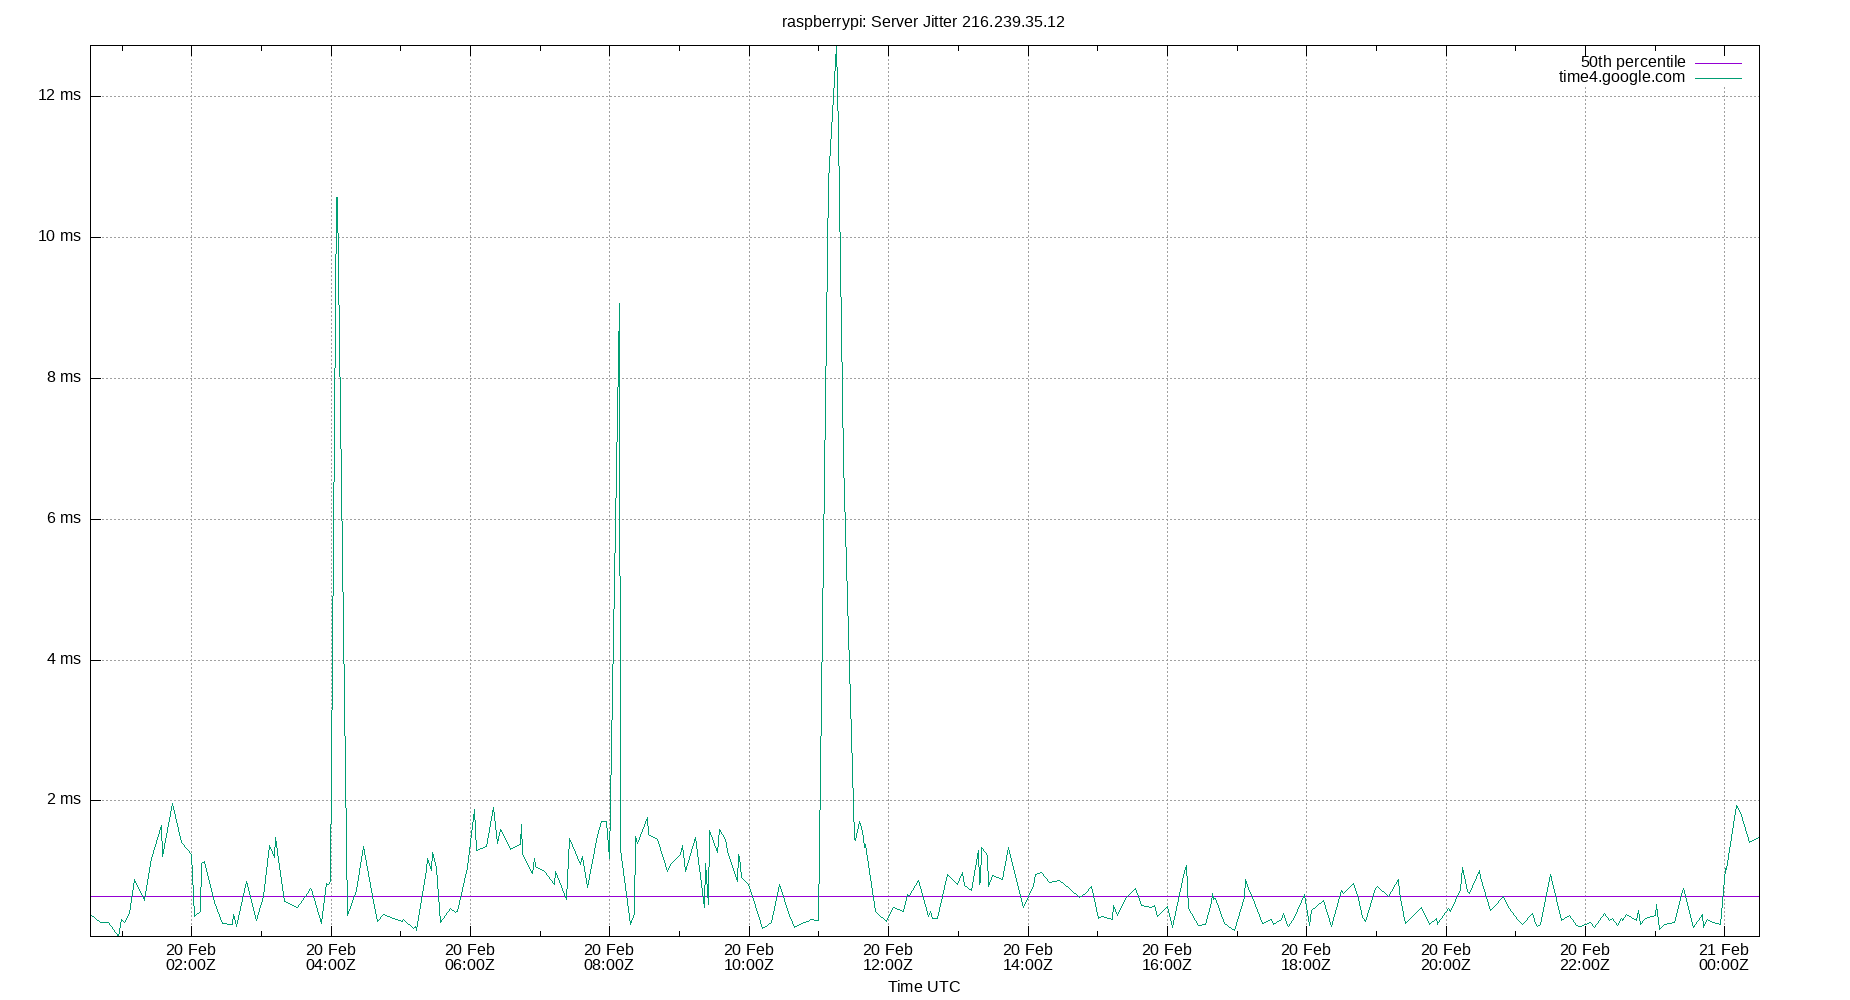 raspberrypi: Server Jitter 216.239.35.12
50th percentile
time4.google.com
12 ms
10 ms
8 ms
6 ms
4 ms
2 ms
20 Feb 20 Feb 20 Feb 20 Feb 20 Feb 20 Feb 20 Feb 20 Feb 20 Feb 20 Feb 20 Feb 21 Feb
02:00Z 04:00Z 06:00Z 08:00Z 10:00Z 12:00Z 14:00Z 16:00Z 18:00Z 20:00Z 22:00Z 00:00Z
Time UTC